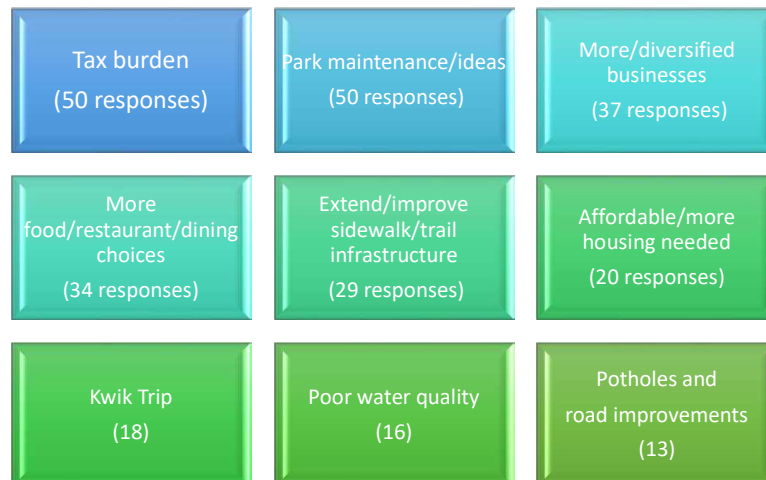 Tax burden
(50 responses)
Park maintenance/ideas
(50 responses)
More/diversified
businesses
(37 responses)
More
food/restaurant/dining
choices
(34 responses)
Extend/improve
sidewalk/trail
infrastructure
(29 responses)
Affordable/more
housing needed
(20 responses)
Kwik Trip
(18)
Poor water quality
(16)
Potholes and
road improvements
(13)